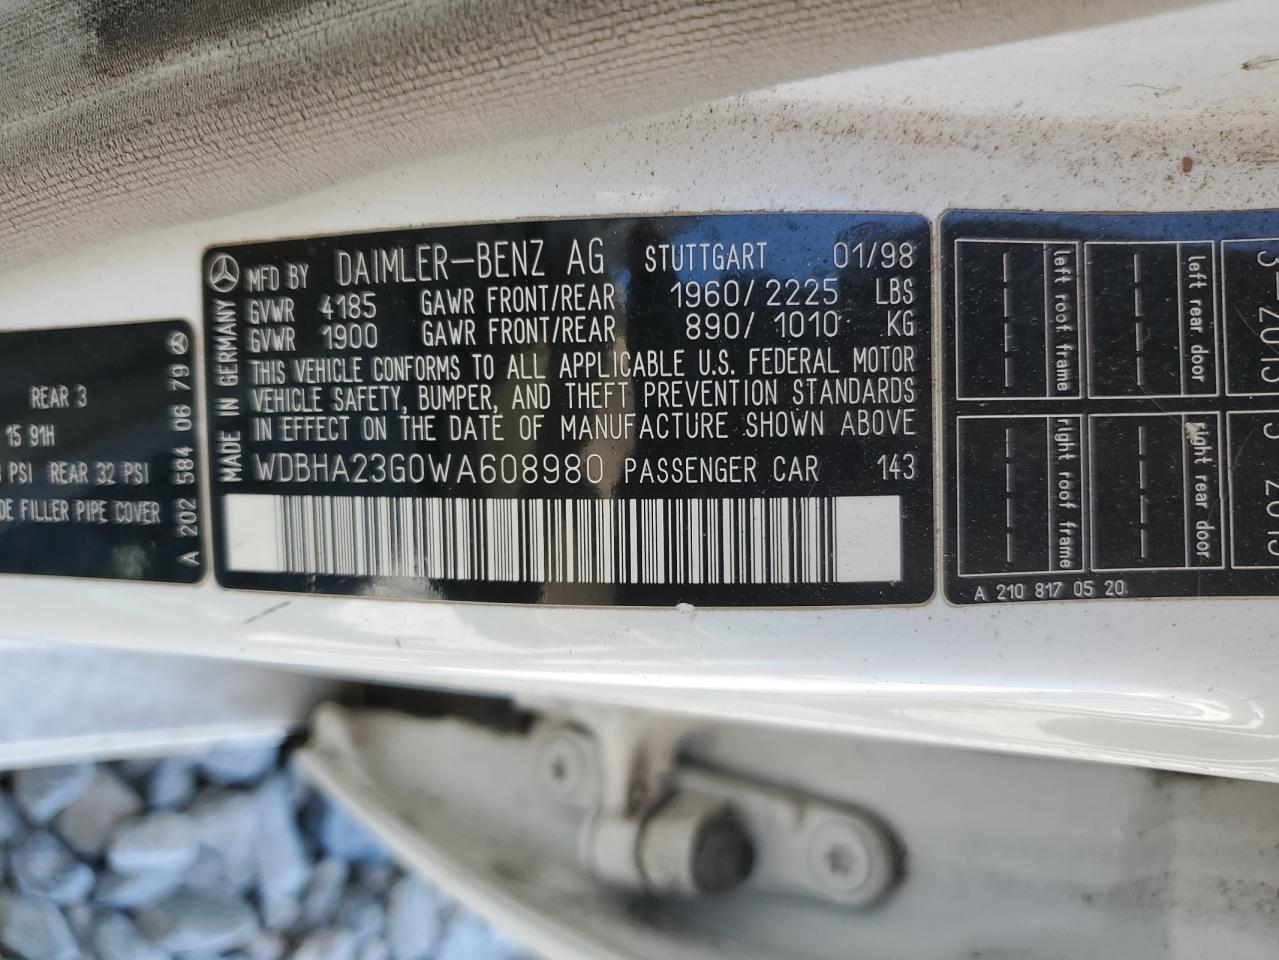 REAR 3
15 91H
PSI REAR 32 PSI
DE FILLER PIPE COVER
A 202 584 06 79
MADE IN GERMANY
MFD BY DAIMLER-BENZ AG STUTTGART 01/98
GVWR 4185 GAWR FRONT/REAR 1960/2225 LBS
GVWR 1900 GAWR FRONT/REAR 890/1010 KG
THIS VEHICLE CONFORMS TO ALL APPLICABLE U.S. FEDERAL MOTOR
VEHICLE SAFETY, BUMPER, AND THEFT PREVENTION STANDARDS
IN EFFECT ON THE DATE OF MANUFACTURE SHOWN ABOVE
WDBHA23G0WA608980 PASSENGER CAR 143
left roof frame
left rear door
right roof frame
right rear door
A 210 817 05 20